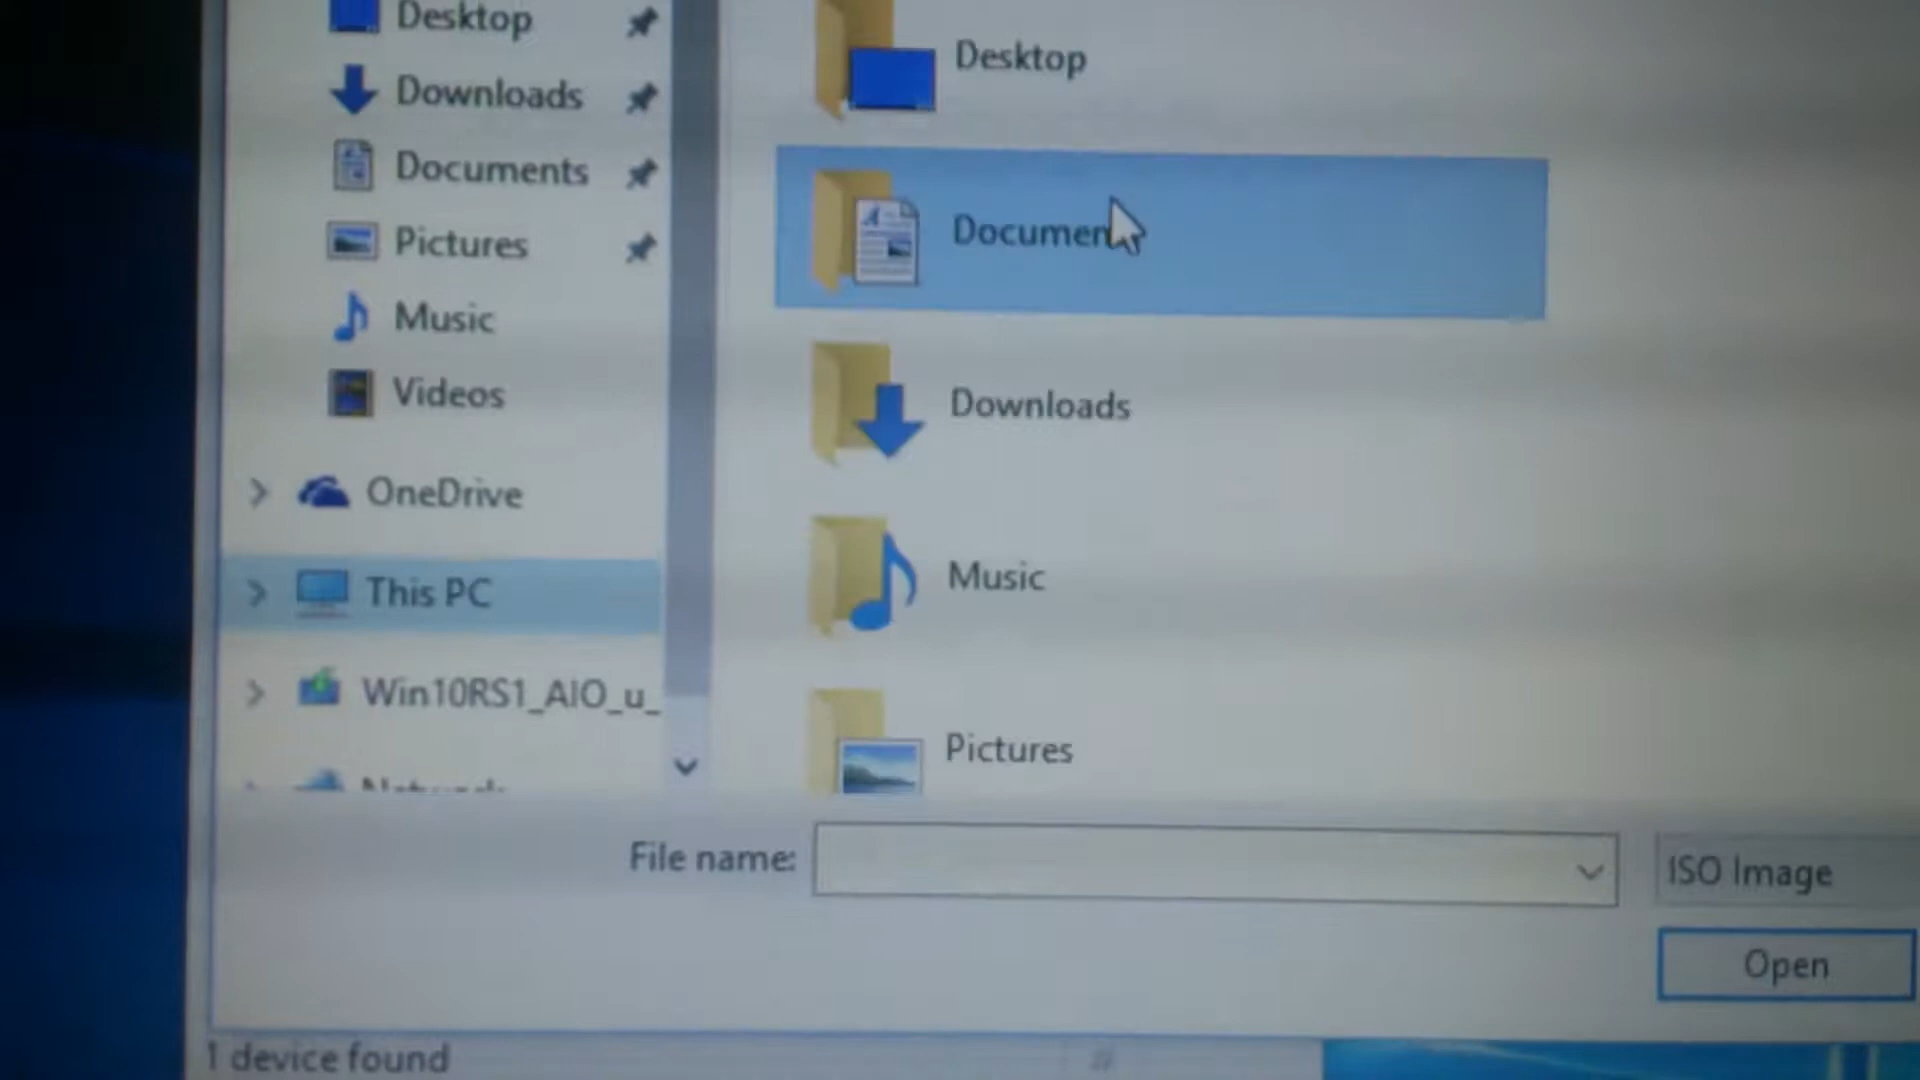 Desktop
Downloads
Documents
Pictures
Music
Videos
OneDrive
This PC
Win10RS1_AIO_u_
Desktop
Documen
Downloads
Music
Pictures
File name:
ISO Image
Open
1 device found
#